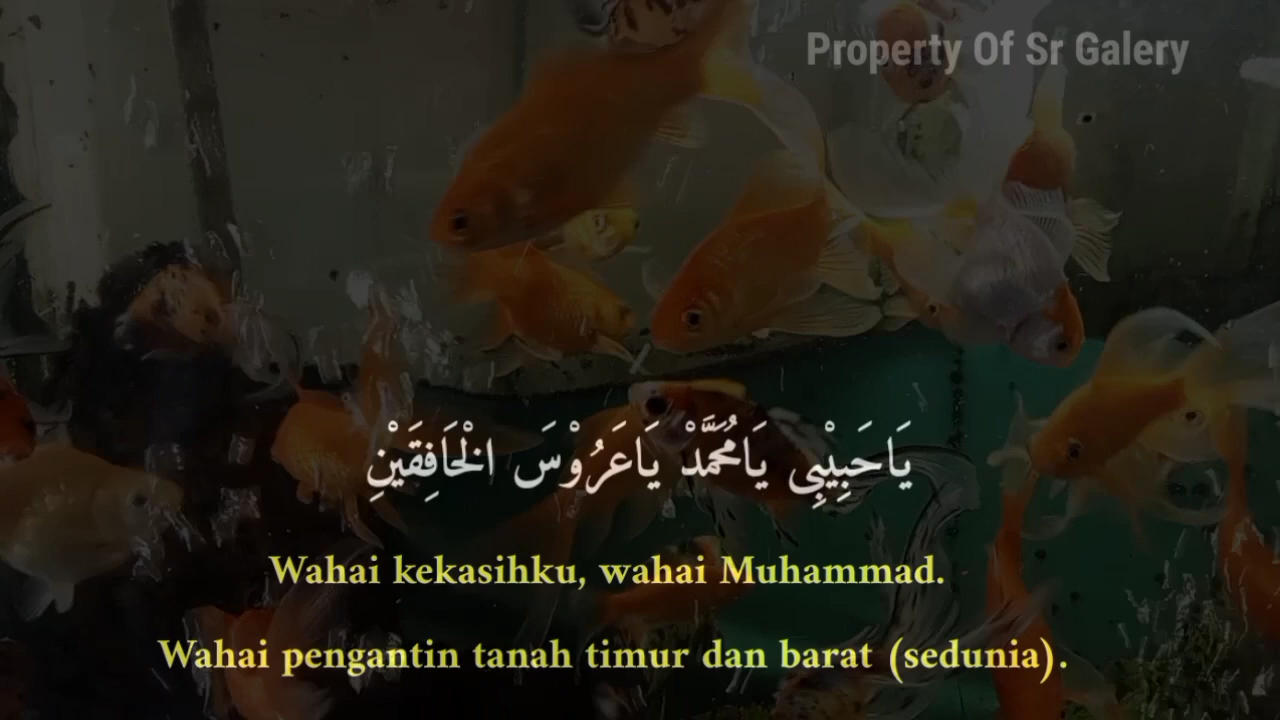 Property Of Sr Galery
يَاحَبِيْبِى يَامُحَمَّدْ يَاعَرُوْسَ الْخَافِقَيْنِ
Wahai kekasihku, wahai Muhammad.
Wahai pengantin tanah timur dan barat (sedunia).